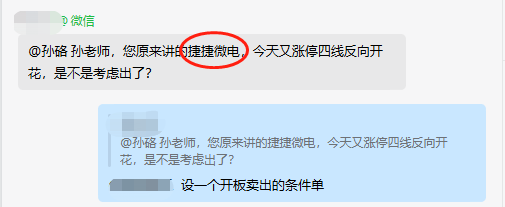 @ 微信
@孙硌 孙老师，您原来讲的捷捷微电，今天又涨停四线反向开
花，是不是考虑出了？
@孙硌 孙老师，您原来讲的捷捷微电，今天又涨停四线反向开
花，是不是考虑出了？
设一个开板卖出的条件单